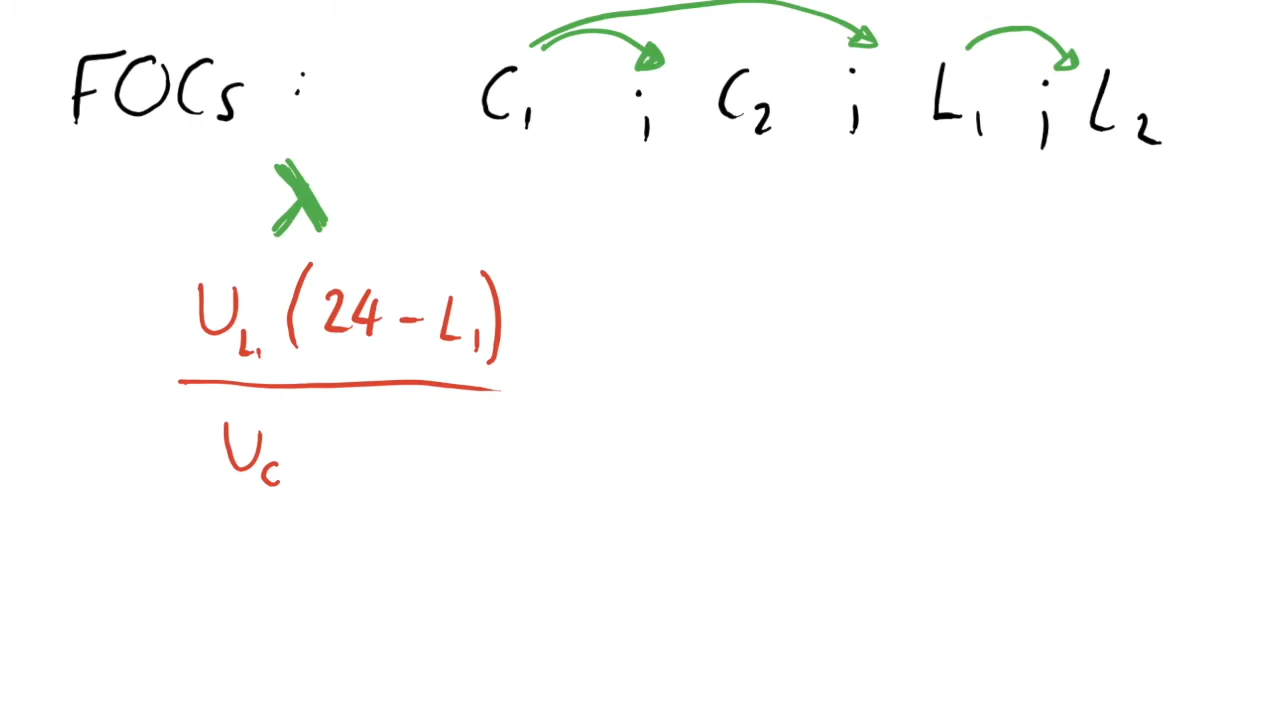 FOCs : C₁ ; C₂ ; L₁ ; L₂
λ
U_L₁ (24 - L₁)
U_c